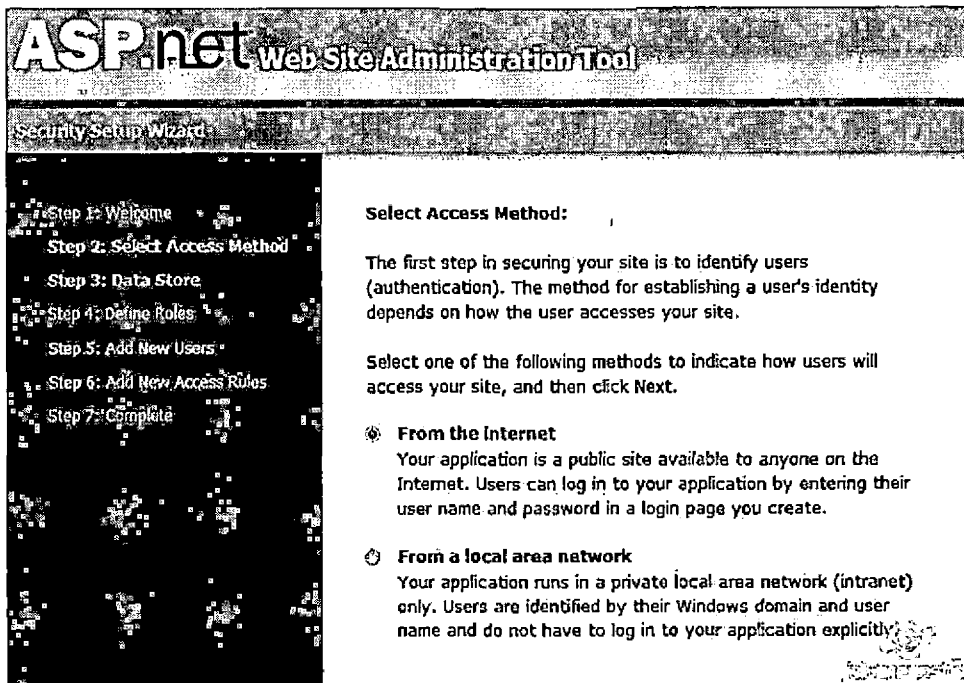 ASP.net Web Site Administration Tool
Security Setup Wizard
Step 1: Welcome
Step 2: Select Access Method
Step 3: Data Store
Step 4: Define Roles
Step 5: Add New Users
Step 6: Add New Access Rules
Step 7: Complete
Select Access Method:
The first step in securing your site is to identify users
(authentication). The method for establishing a user's identity
depends on how the user accesses your site.
Select one of the following methods to indicate how users will
access your site, and then click Next.
From the Internet
Your application is a public site available to anyone on the
Internet. Users can log in to your application by entering their
user name and password in a login page you create.
From a local area network
Your application runs in a private local area network (intranet)
only. Users are identified by their Windows domain and user
name and do not have to log in to your application explicitly.